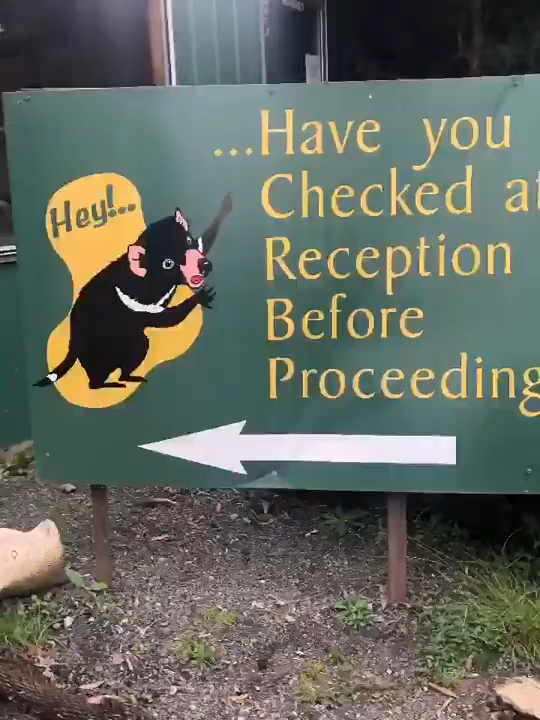 Hey!..
...Have you
Checked at
Reception
Before
Proceeding